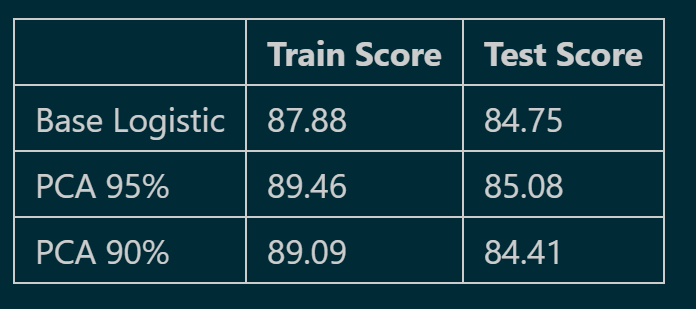 Train Score Test Score
Base Logistic 87.88 84.75
PCA 95% 89.46 85.08
PCA 90% 89.09 84.41